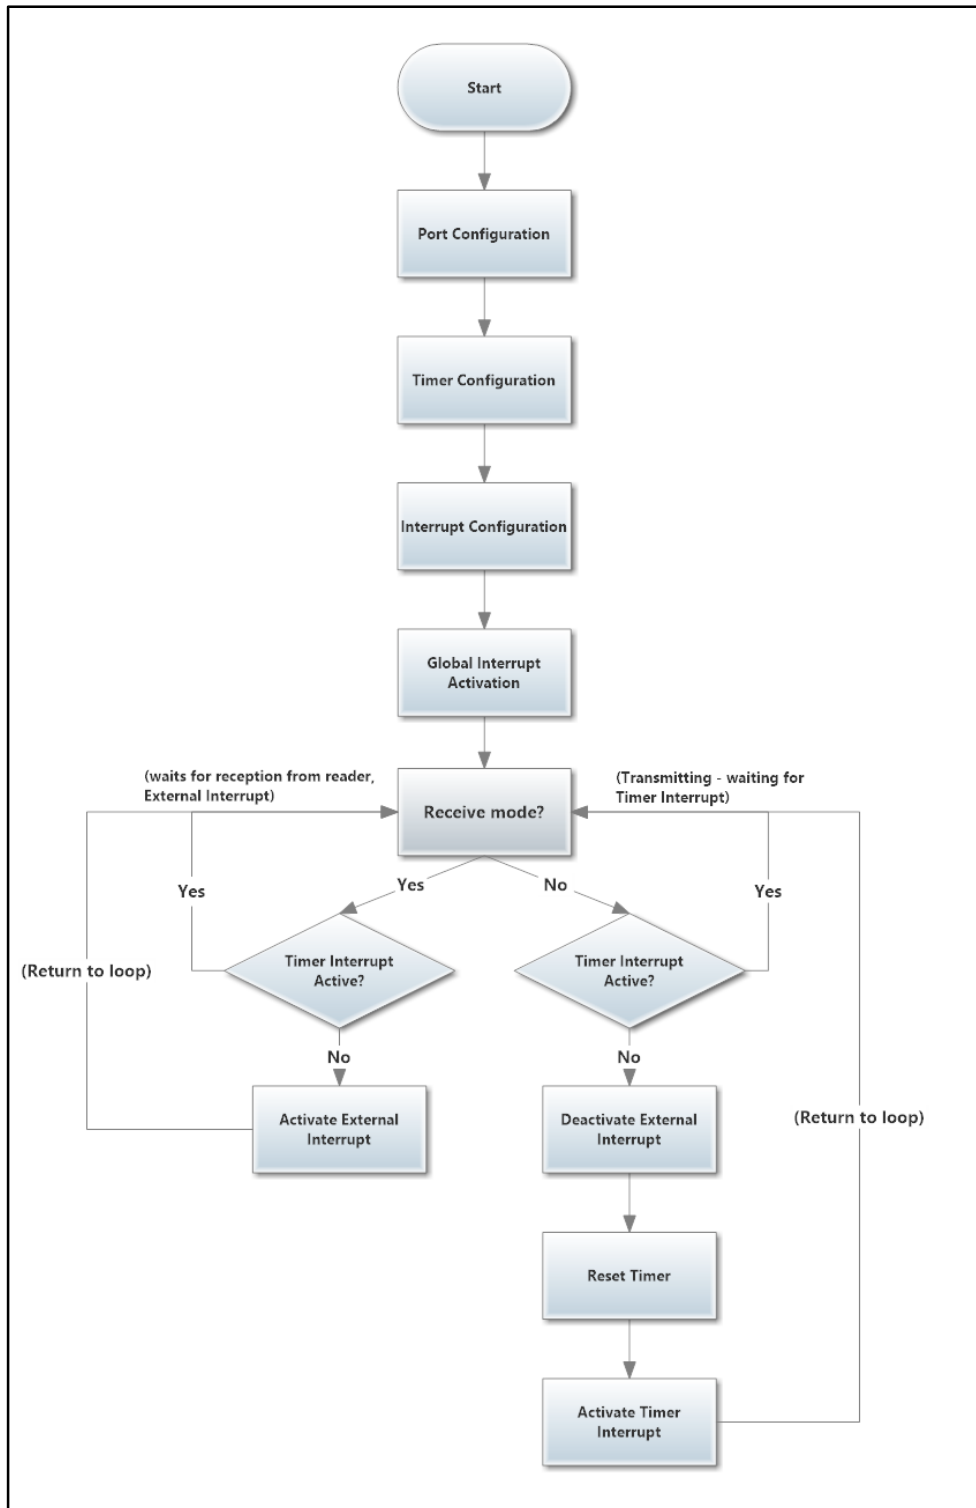 Start
Port Configuration
Timer Configuration
Interrupt Configuration
Global Interrupt
Activation
(waits for reception from reader,
External Interrupt)
(Transmitting - waiting for
Timer Interrupt)
Receive mode?
Yes
Yes
No
Yes
(Return to loop)
Timer Interrupt
Active?
Timer Interrupt
Active?
No
No
Activate External
Interrupt
Deactivate External
Interrupt
(Return to loop)
Reset Timer
Activate Timer
Interrupt